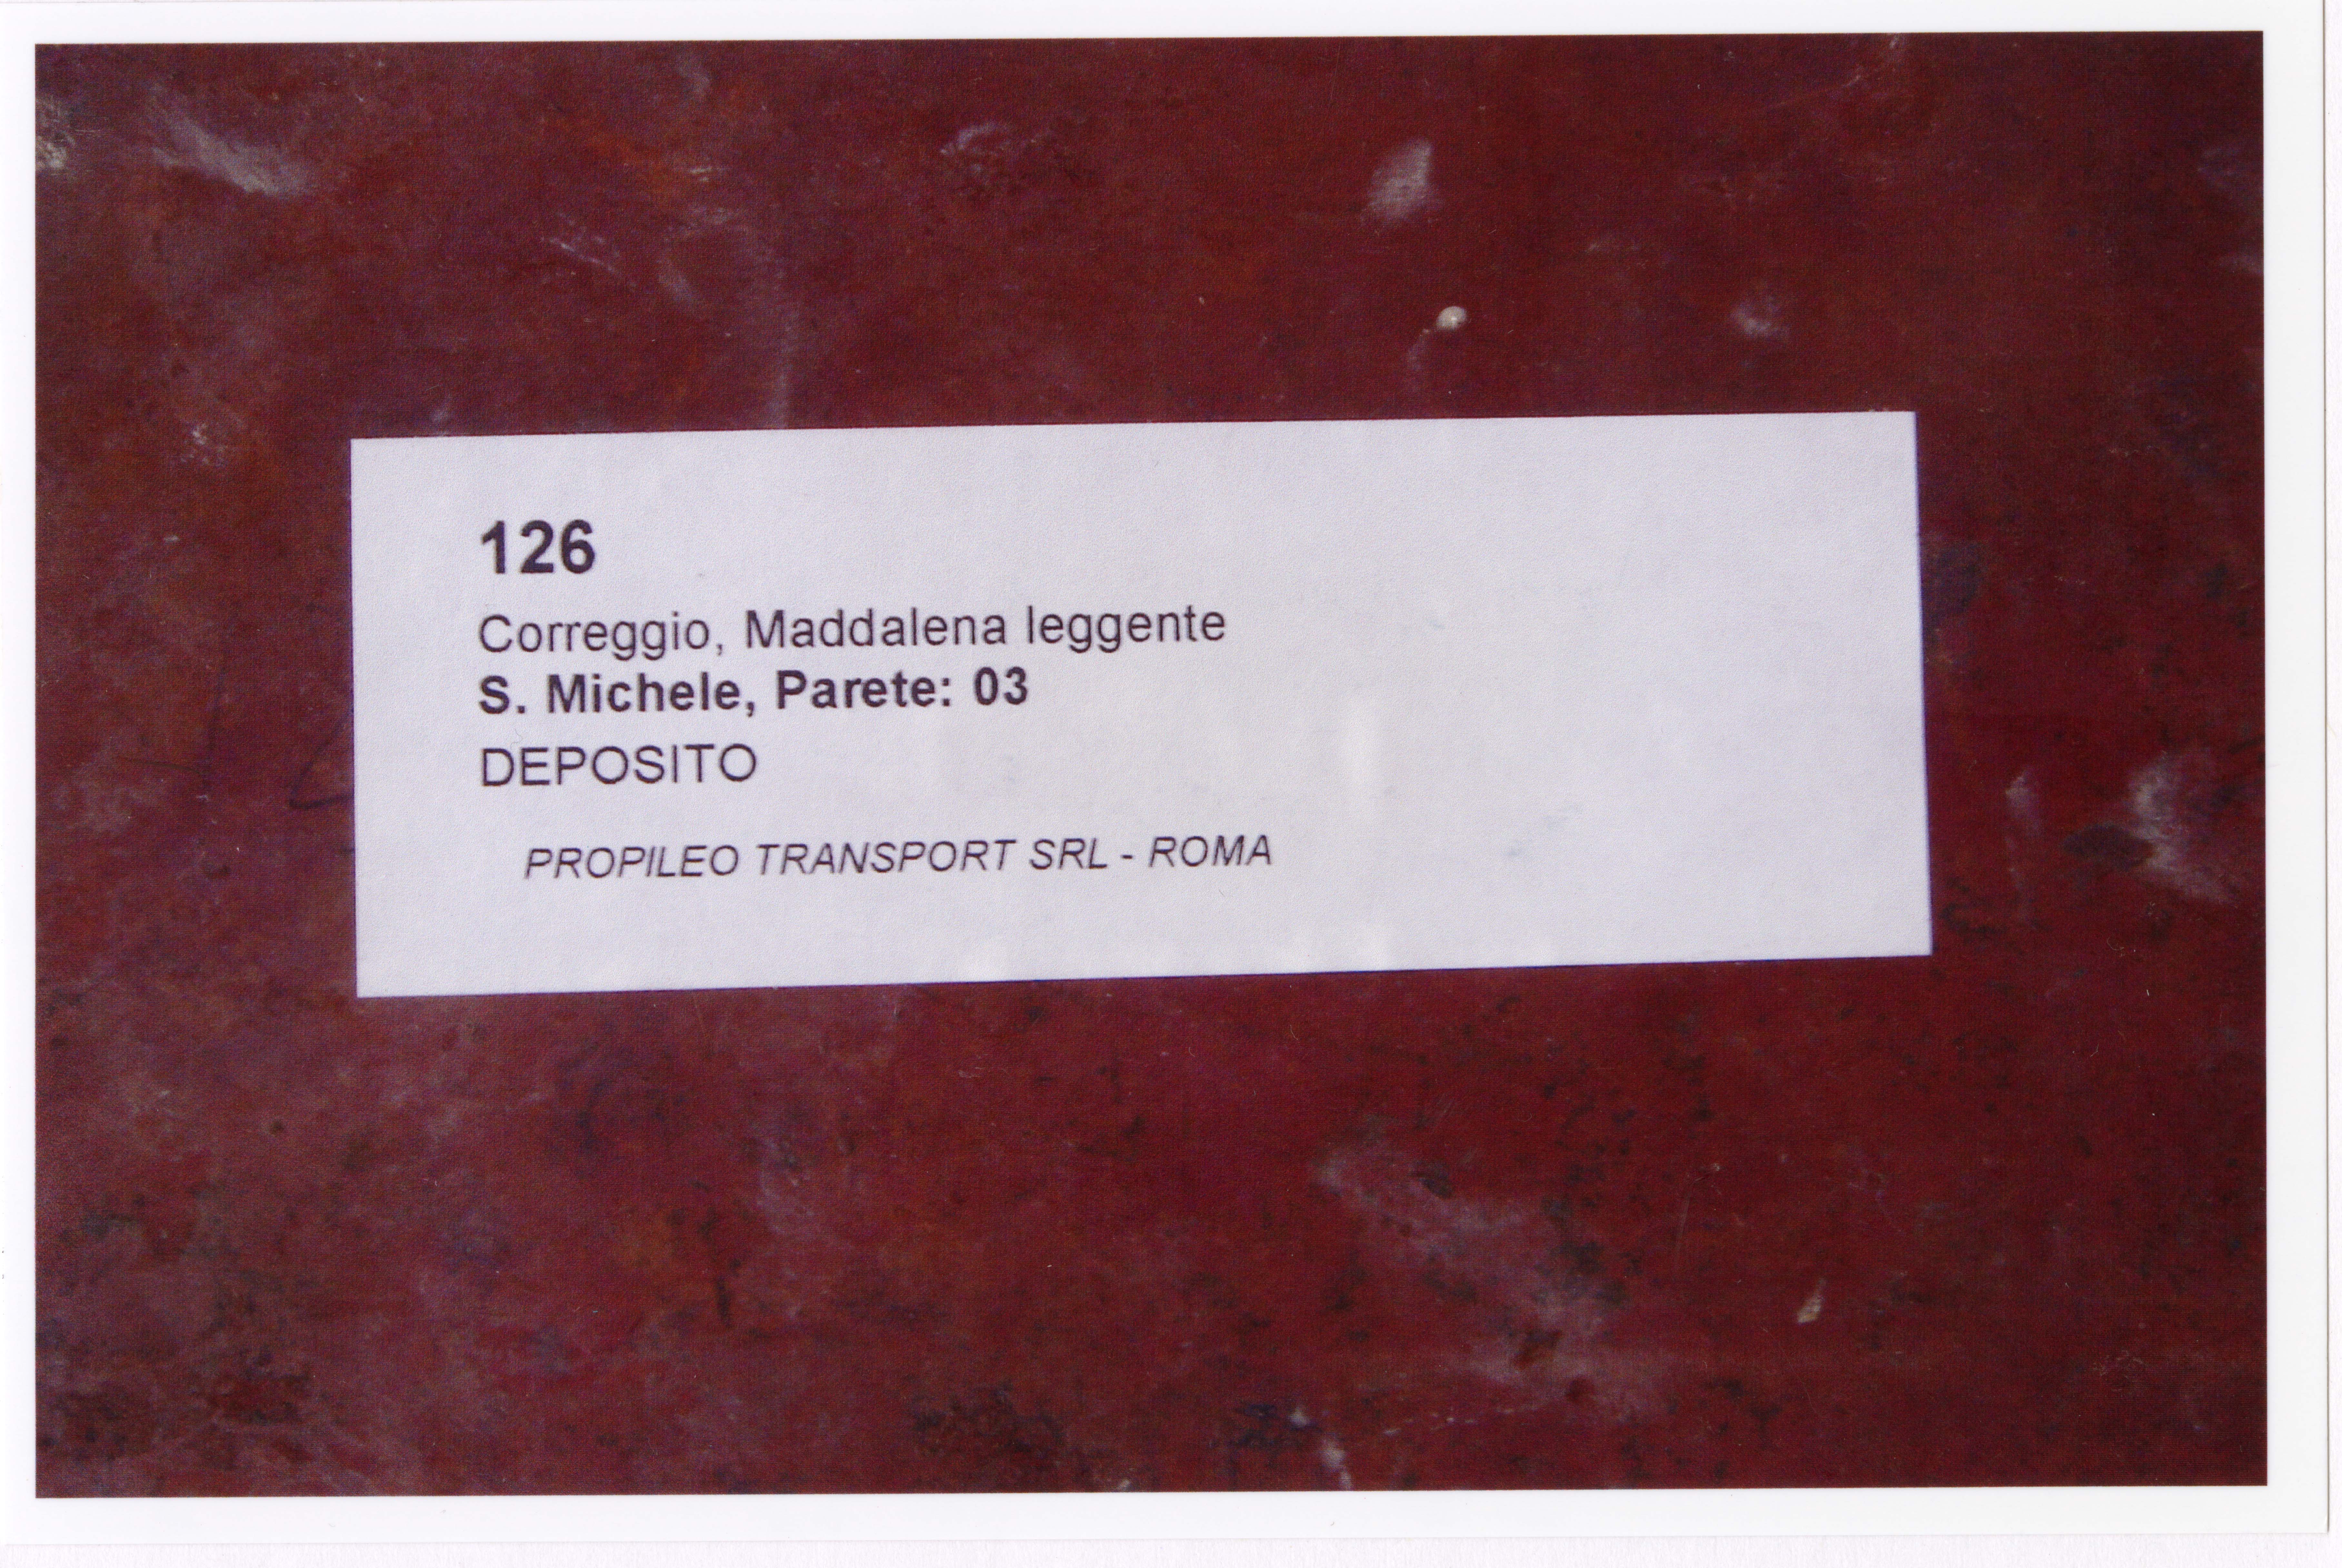 126
Correggio, Maddalena leggente
S. Michele, Parete: 03
DEPOSITO
PROPILEO TRANSPORT SRL - ROMA